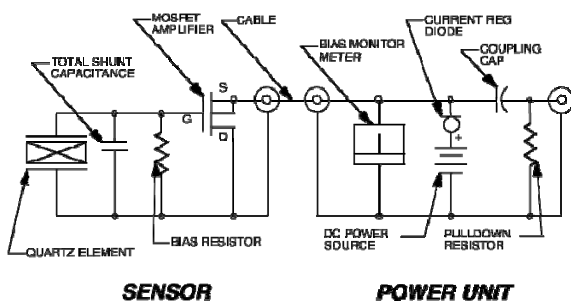 MOSFET
AMPLIFIER
CABLE
CURRENT REG
DIODE
BIAS MONITOR
METER
COUPLING
CAP
TOTAL SHUNT
CAPACITANCE
S
G
D
+
QUARTZ ELEMENT
BIAS RESISTOR
DC POWER
SOURCE
PULLDOWN
RESISTOR
SENSOR
POWER UNIT